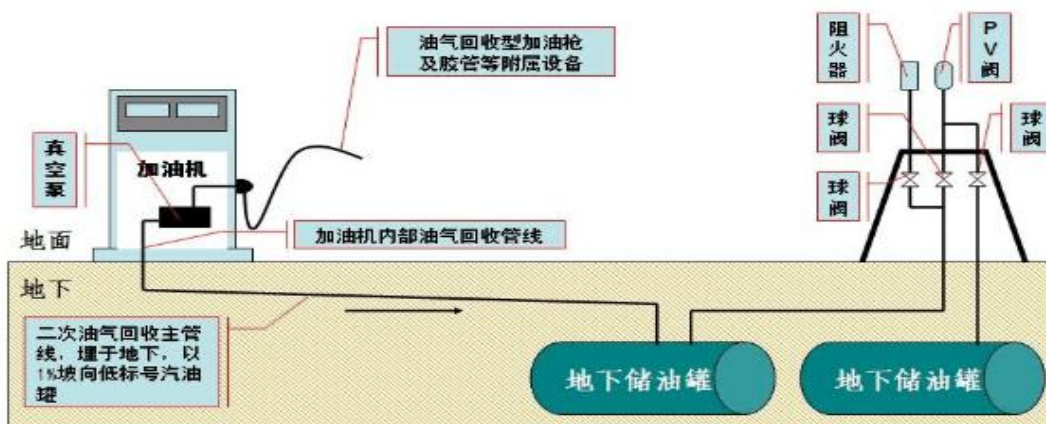 油气回收型加油枪
及胶管等附属设备
阻
火
器
P
V
阀
球
阀
球
阀
球
阀
真
空
泵
加油机
加油机内部油气回收管线
地面
地下
二次油气回收主管
线，埋于地下，以
1%坡向低标号汽油
罐
地下储油罐
地下储油罐